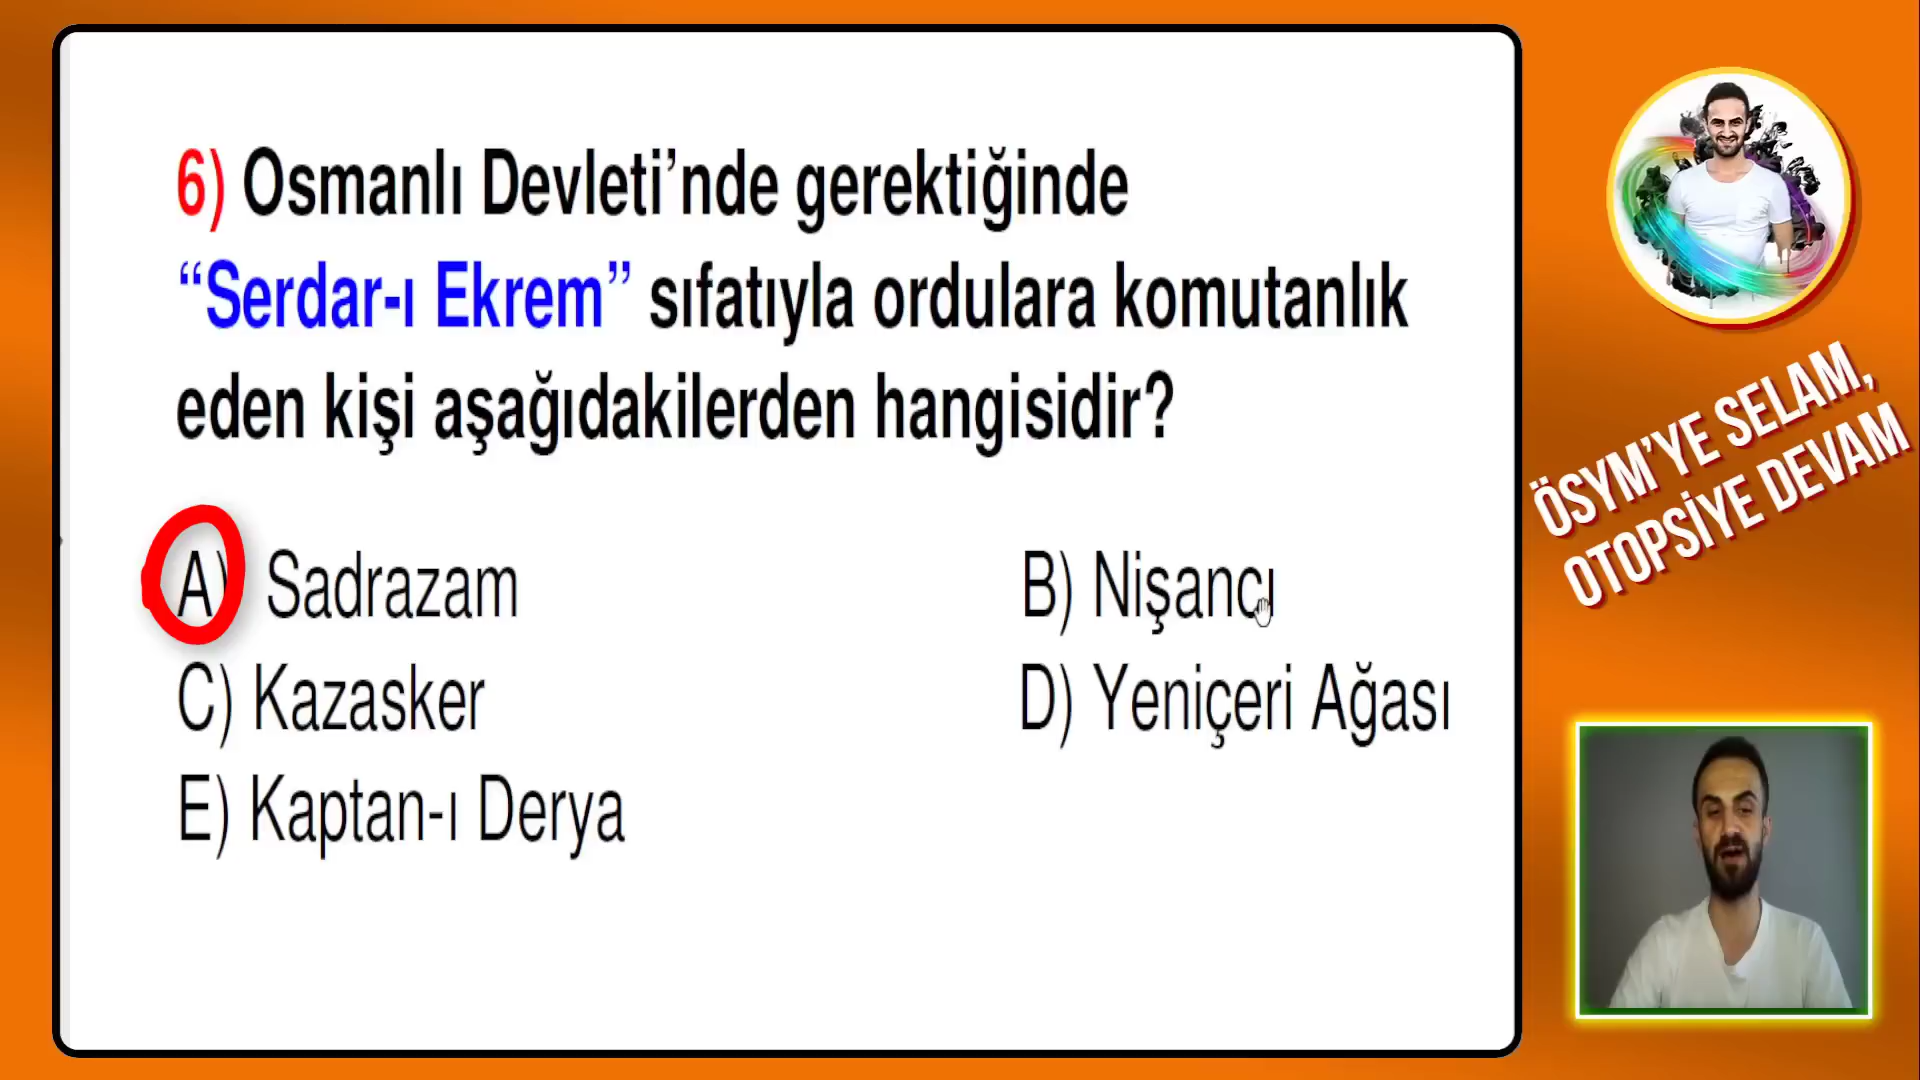 6) Osmanlı Devleti’nde gerektiğinde
“Serdar-ı Ekrem” sıfatıyla ordulara komutanlık
eden kişi aşağıdakilerden hangisidir?
A) Sadrazam
B) Nişancı
C) Kazasker
D) Yeniçeri Ağası
E) Kaptan-ı Derya
ÖSYM’YE SELAM,
OTOPSİYE DEVAM